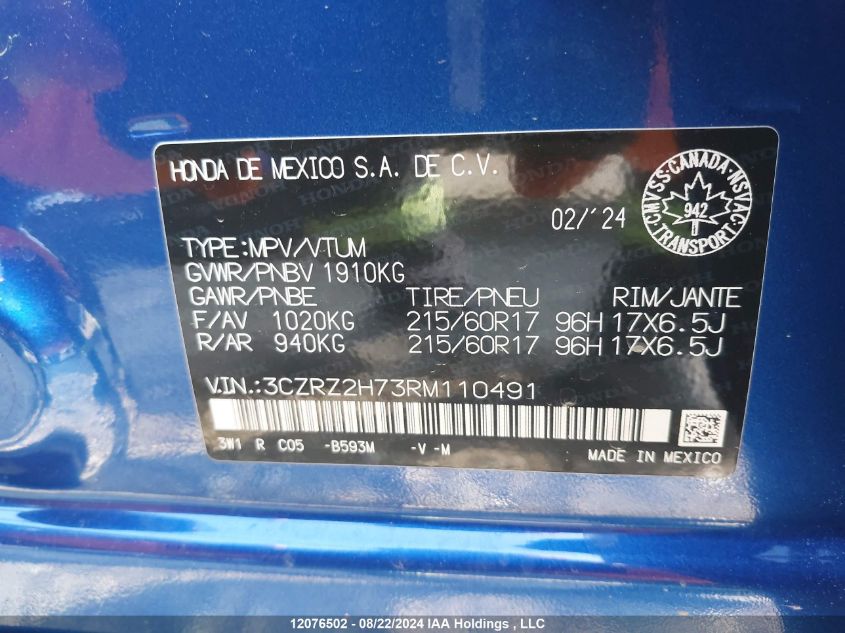 HONDA DE MEXICO S.A. DE C.V.
02/'24
CMVSS · CANADA · NSVAC · TRANSPORT
942
TYPE:MPV/VTUM
GVWR/PNBV 1910KG
GAWR/PNBE TIRE/PNEU RIM/JANTE
F/AV 1020KG 215/60R17 96H 17X6.5J
R/AR 940KG 215/60R17 96H 17X6.5J
V.IN.:3CZRZ2H73RM110491
3W1 R C05 -B593M -V -M
MADE IN MEXICO
12076502 - 08/22/2024 IAA Holdings , LLC